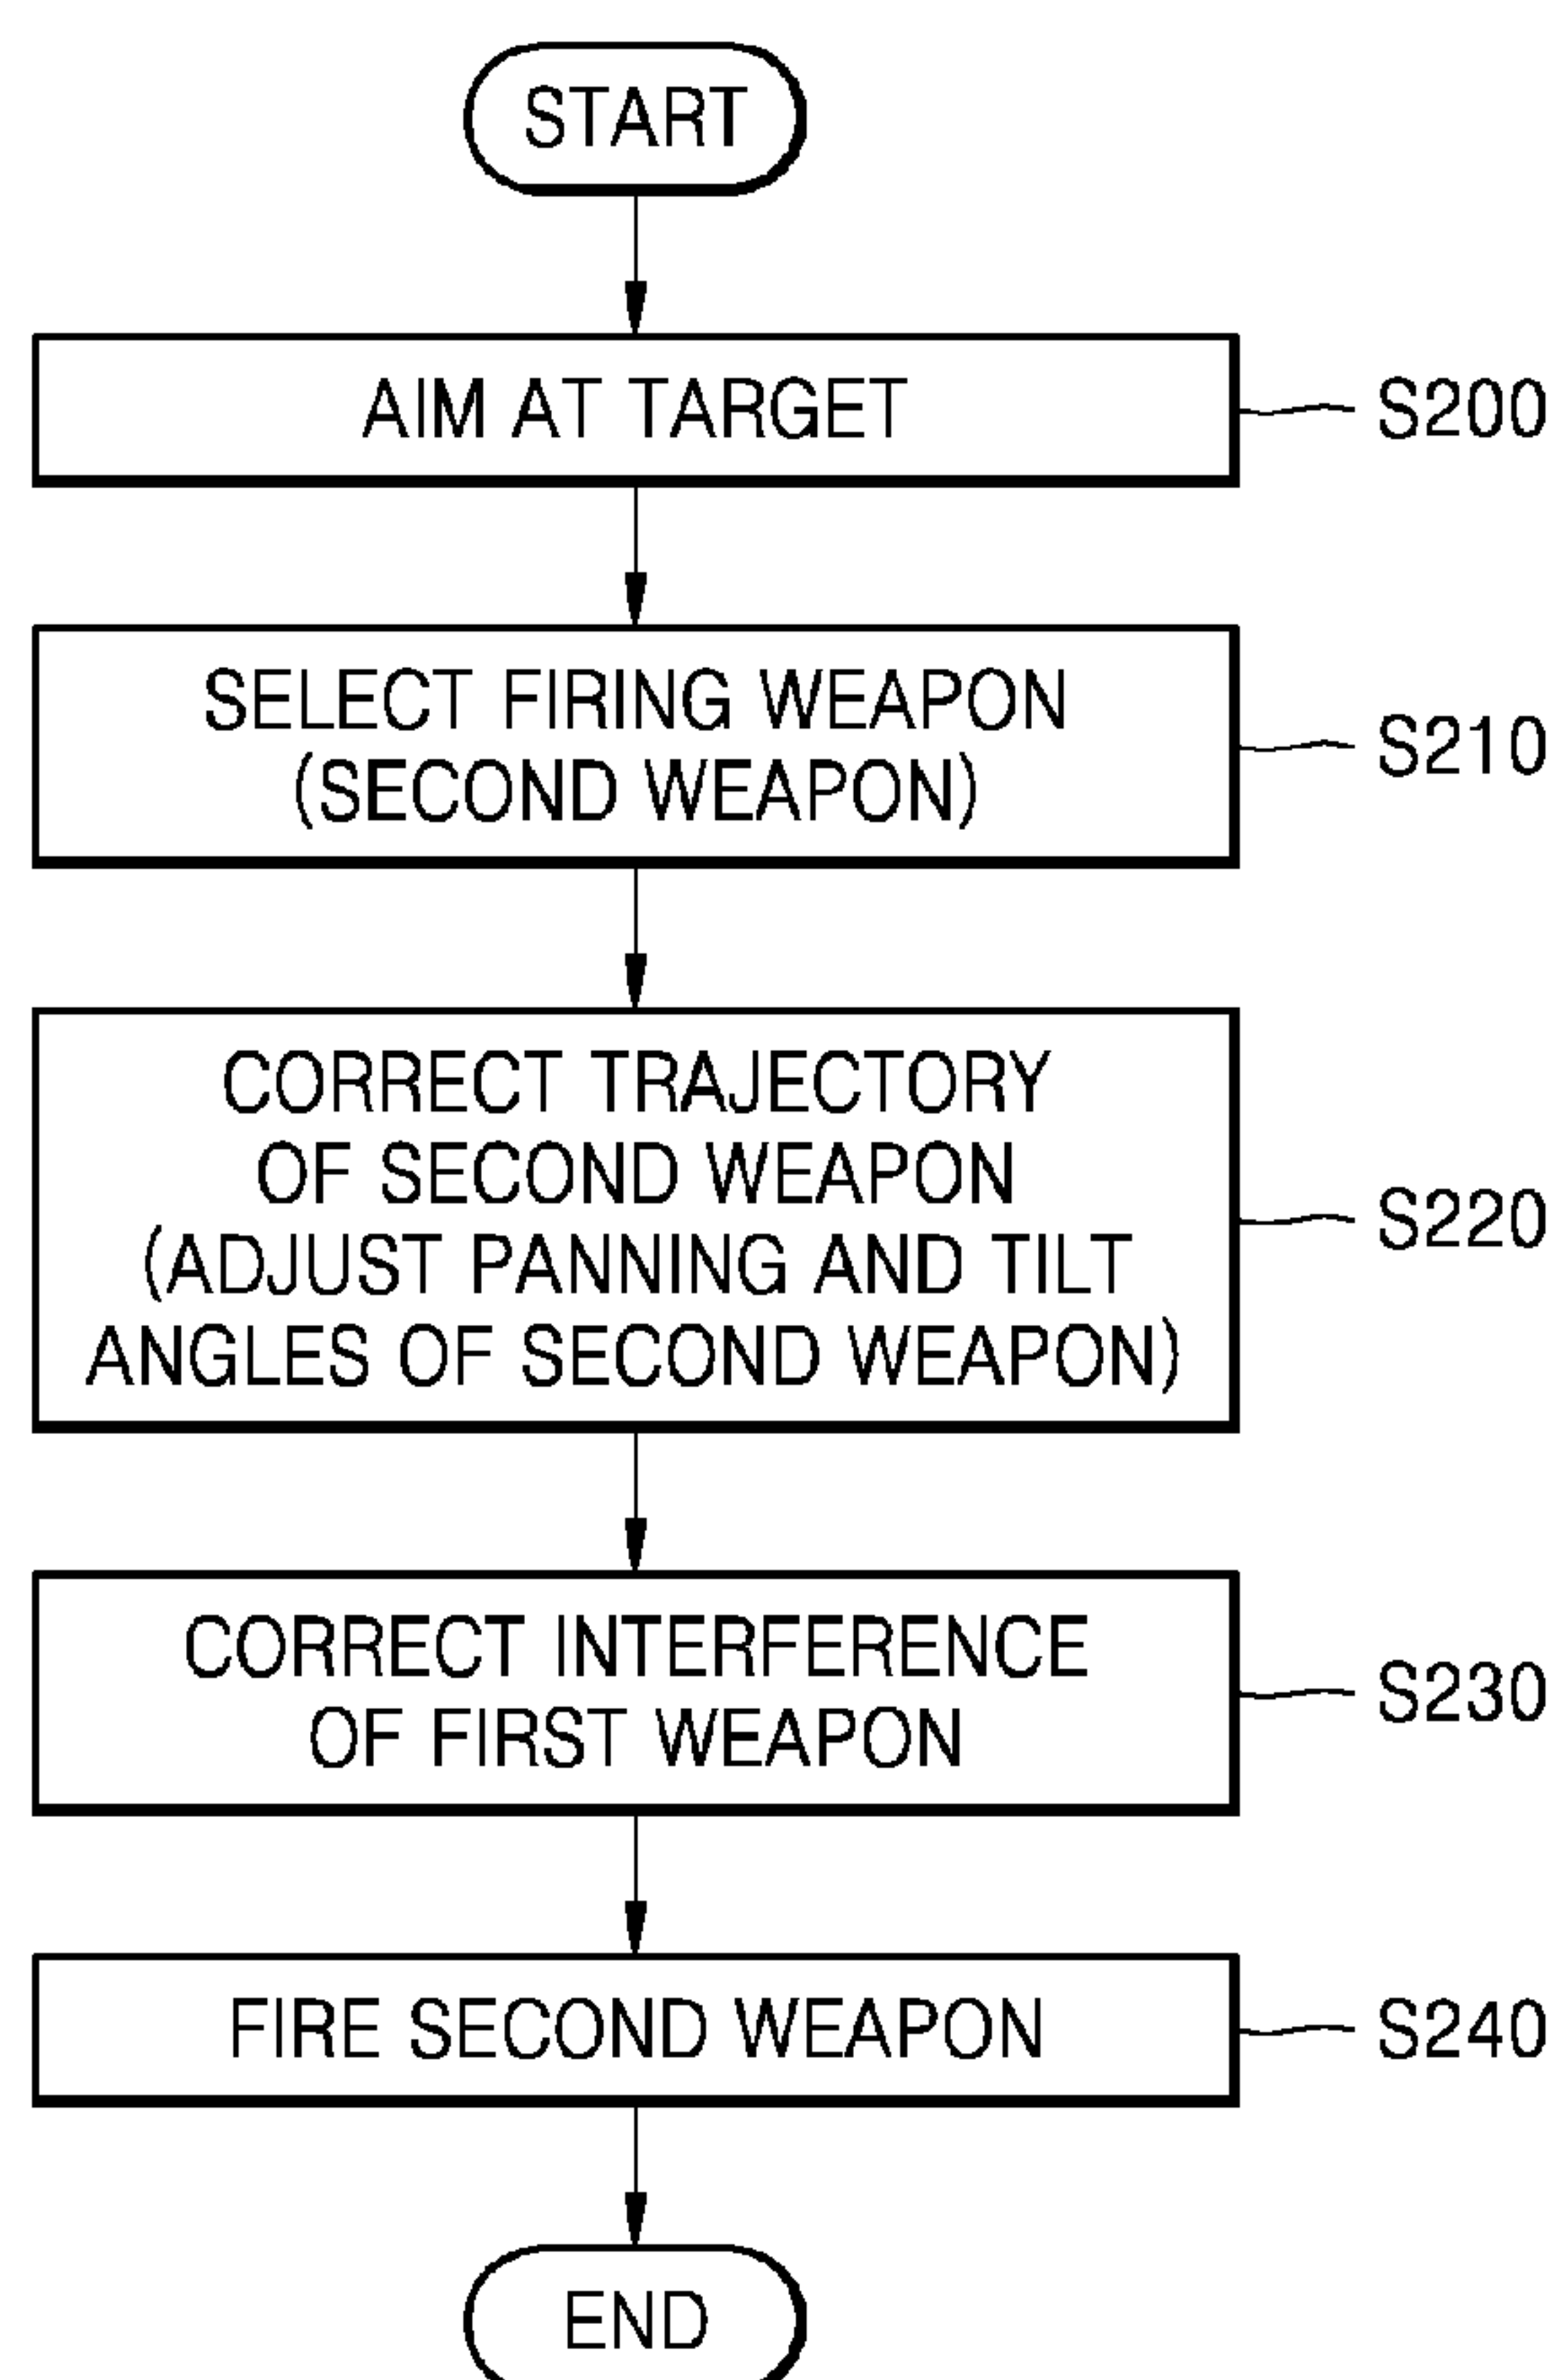 START
AIM AT TARGET
S200
SELECT FIRING WEAPON
(SECOND WEAPON)
S210
CORRECT TRAJECTORY
OF SECOND WEAPON
(ADJUST PANNING AND TILT
ANGLES OF SECOND WEAPON)
S220
CORRECT INTERFERENCE
OF FIRST WEAPON
S230
FIRE SECOND WEAPON
S240
END